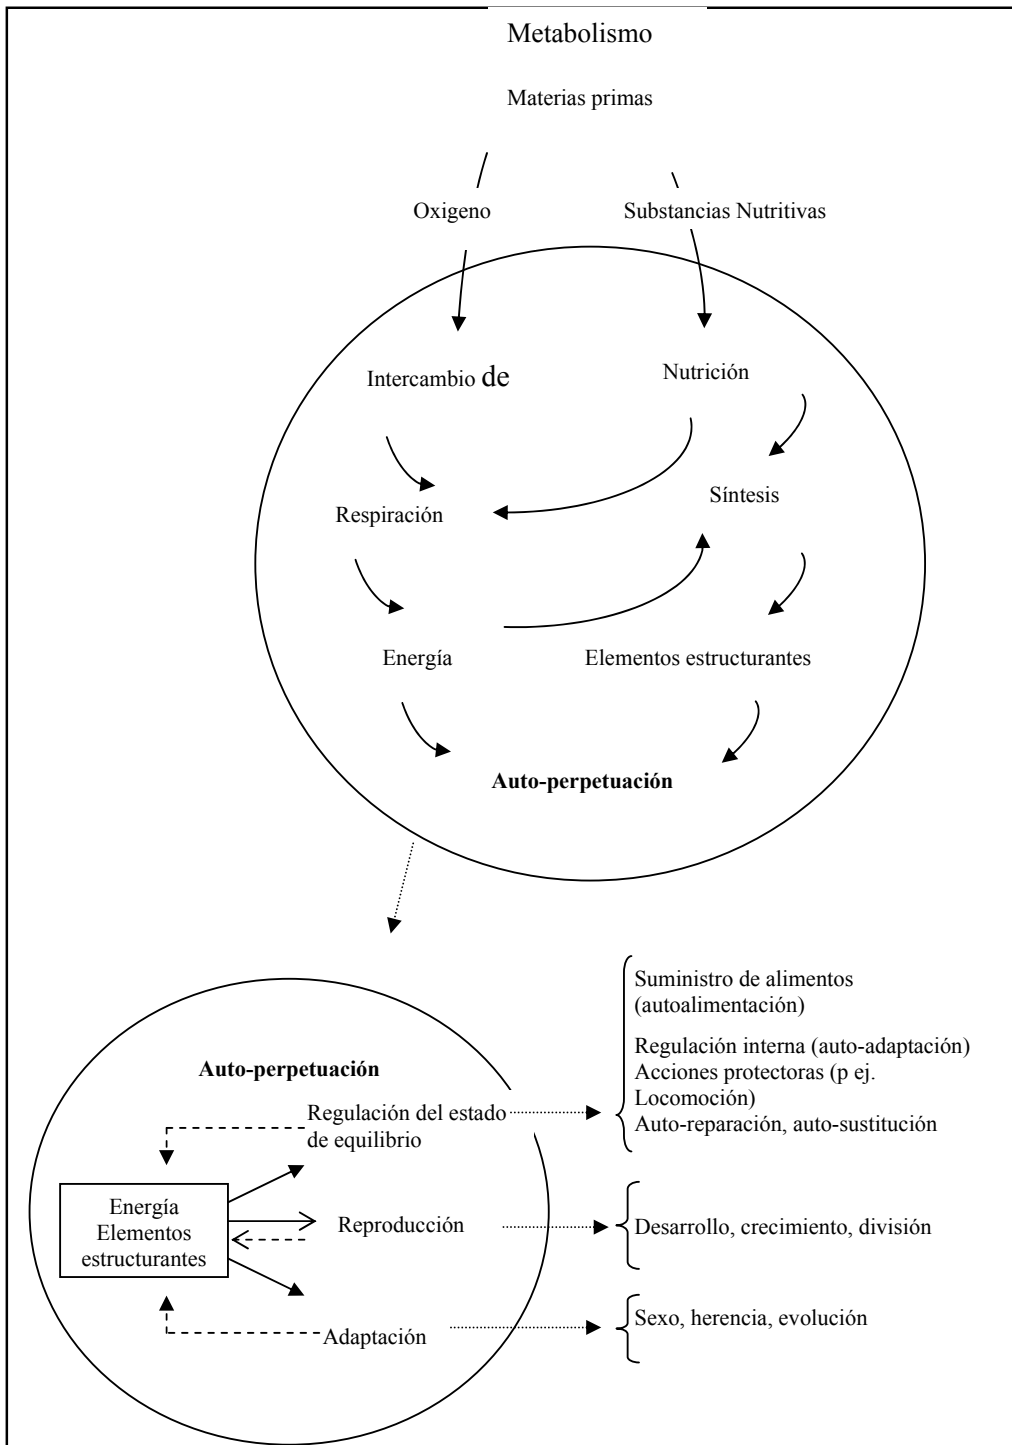 Metabolismo
Materias primas
Oxigeno
Substancias Nutritivas
Intercambio de
Nutrición
Respiración
Síntesis
Energía
Elementos estructurantes
Auto-perpetuación
Suministro de alimentos
(autoalimentación)
Regulación interna (auto-adaptación)
Acciones protectoras (p ej.
Locomoción)
Auto-reparación, auto-sustitución
Auto-perpetuación
Regulación del estado
de equilibrio
Energía
Elementos
estructurantes
Reproducción
Desarrollo, crecimiento, división
Adaptación
Sexo, herencia, evolución